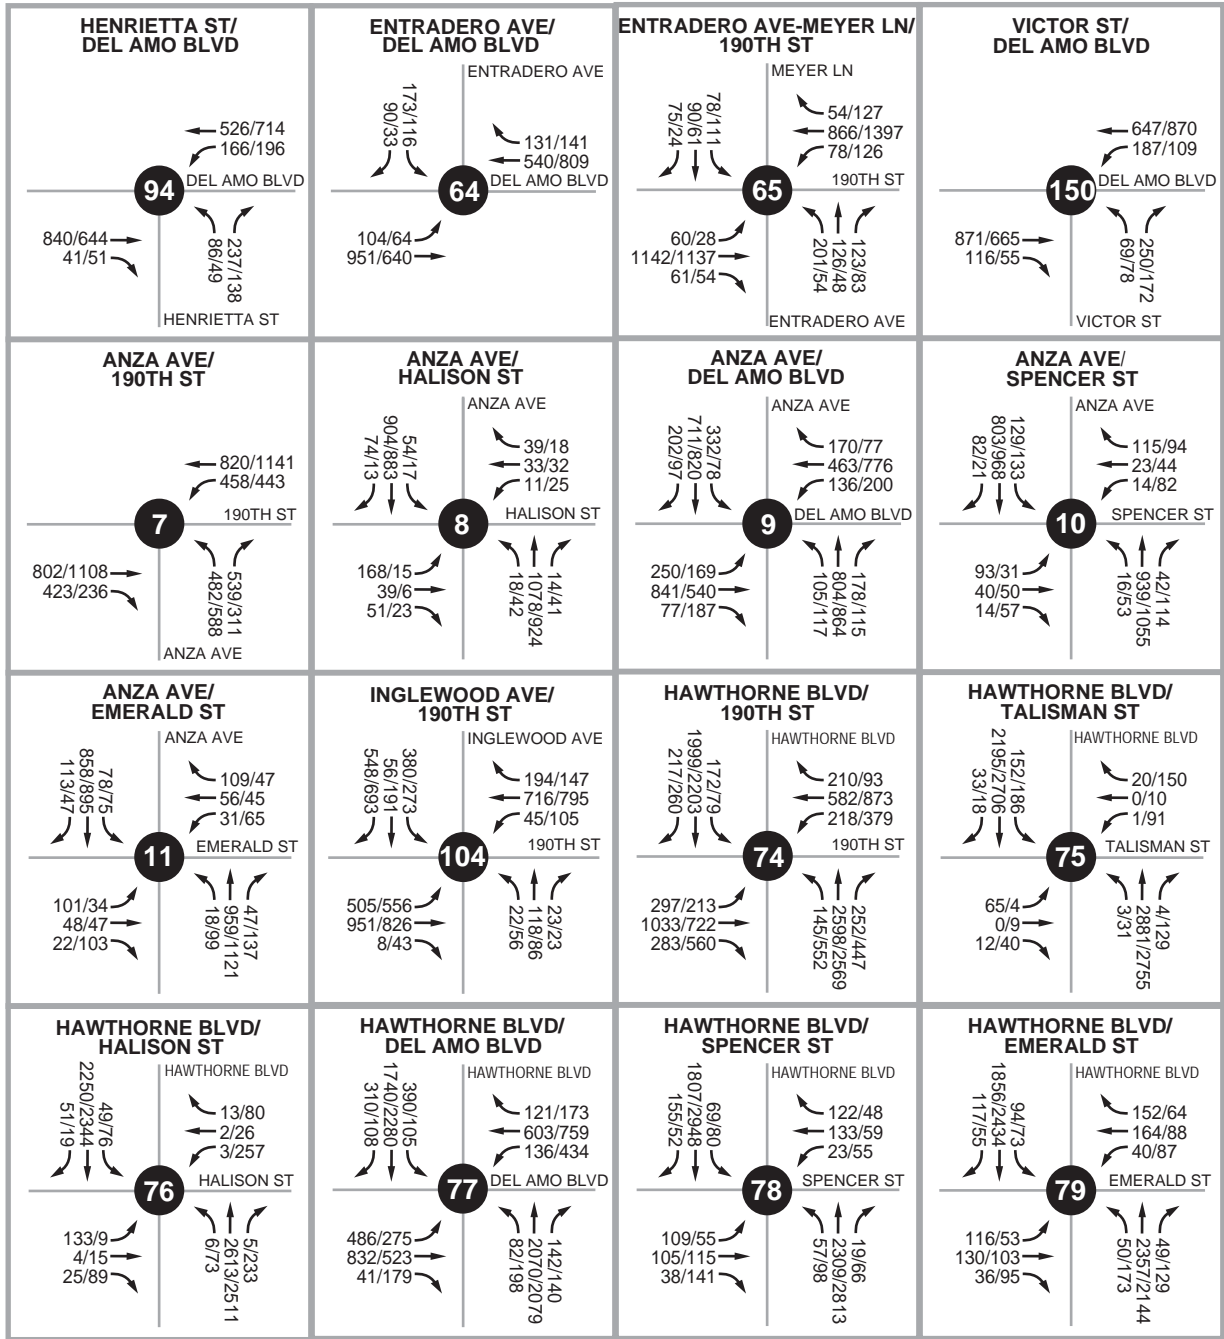 HENRIETTA ST/
DEL AMO BLVD
526/714
166/196
94
DEL AMO BLVD
840/644
41/51
86/49
237/138
HENRIETTA ST
ENTRADERO AVE/
DEL AMO BLVD
ENTRADERO AVE
90/33
173/116
131/141
540/809
64
DEL AMO BLVD
104/64
951/640
ENTRADERO AVE-MEYER LN/
190TH ST
MEYER LN
75/24
90/61
78/111
54/127
866/1397
78/126
65
190TH ST
60/28
1142/1137
61/54
201/54
126/48
123/83
ENTRADERO AVE
VICTOR ST/
DEL AMO BLVD
647/870
187/109
150
DEL AMO BLVD
871/665
116/55
69/78
250/172
VICTOR ST
ANZA AVE/
190TH ST
820/1141
458/443
7
190TH ST
802/1108
423/236
482/588
539/311
ANZA AVE
ANZA AVE/
HALISON ST
ANZA AVE
74/13
904/883
54/17
39/18
33/32
11/25
8
HALISON ST
168/15
39/6
51/23
18/42
1078/924
14/41
ANZA AVE/
DEL AMO BLVD
ANZA AVE
202/97
711/820
332/78
170/77
463/776
136/200
9
DEL AMO BLVD
250/169
841/540
77/187
105/117
804/864
178/115
ANZA AVE/
SPENCER ST
ANZA AVE
82/21
803/968
129/133
115/94
23/44
14/82
10
SPENCER ST
93/31
40/50
14/57
16/53
939/1055
42/114
ANZA AVE/
EMERALD ST
ANZA AVE
113/47
858/895
78/75
109/47
56/45
31/65
11
EMERALD ST
101/34
48/47
22/103
18/99
959/1121
47/137
INGLEWOOD AVE/
190TH ST
INGLEWOOD AVE
548/693
56/191
380/273
194/147
716/795
45/105
104
190TH ST
505/556
951/826
8/43
22/56
118/86
23/23
HAWTHORNE BLVD/
190TH ST
HAWTHORNE BLVD
217/260
1999/2203
172/79
210/93
582/873
218/379
74
190TH ST
297/213
1033/722
283/560
145/552
2598/2569
252/447
HAWTHORNE BLVD/
TALISMAN ST
HAWTHORNE BLVD
33/18
2195/2706
152/186
20/150
0/10
1/91
75
TALISMAN ST
65/4
0/9
12/40
3/31
2881/2755
4/129
HAWTHORNE BLVD/
HALISON ST
HAWTHORNE BLVD
51/19
2250/2344
49/76
13/80
2/26
3/257
76
HALISON ST
133/9
4/15
25/89
6/73
2613/2511
5/233
HAWTHORNE BLVD/
DEL AMO BLVD
HAWTHORNE BLVD
310/108
1740/2280
390/105
121/173
603/759
136/434
77
DEL AMO BLVD
486/275
832/523
41/179
82/198
2070/2079
142/140
HAWTHORNE BLVD/
SPENCER ST
HAWTHORNE BLVD
155/52
1807/2948
69/80
122/48
133/59
23/55
78
SPENCER ST
109/55
105/115
38/141
57/98
2309/2813
19/66
HAWTHORNE BLVD/
EMERALD ST
HAWTHORNE BLVD
117/55
1856/2434
94/73
152/64
164/88
40/87
79
EMERALD ST
116/53
130/103
36/95
50/173
2357/2144
49/129